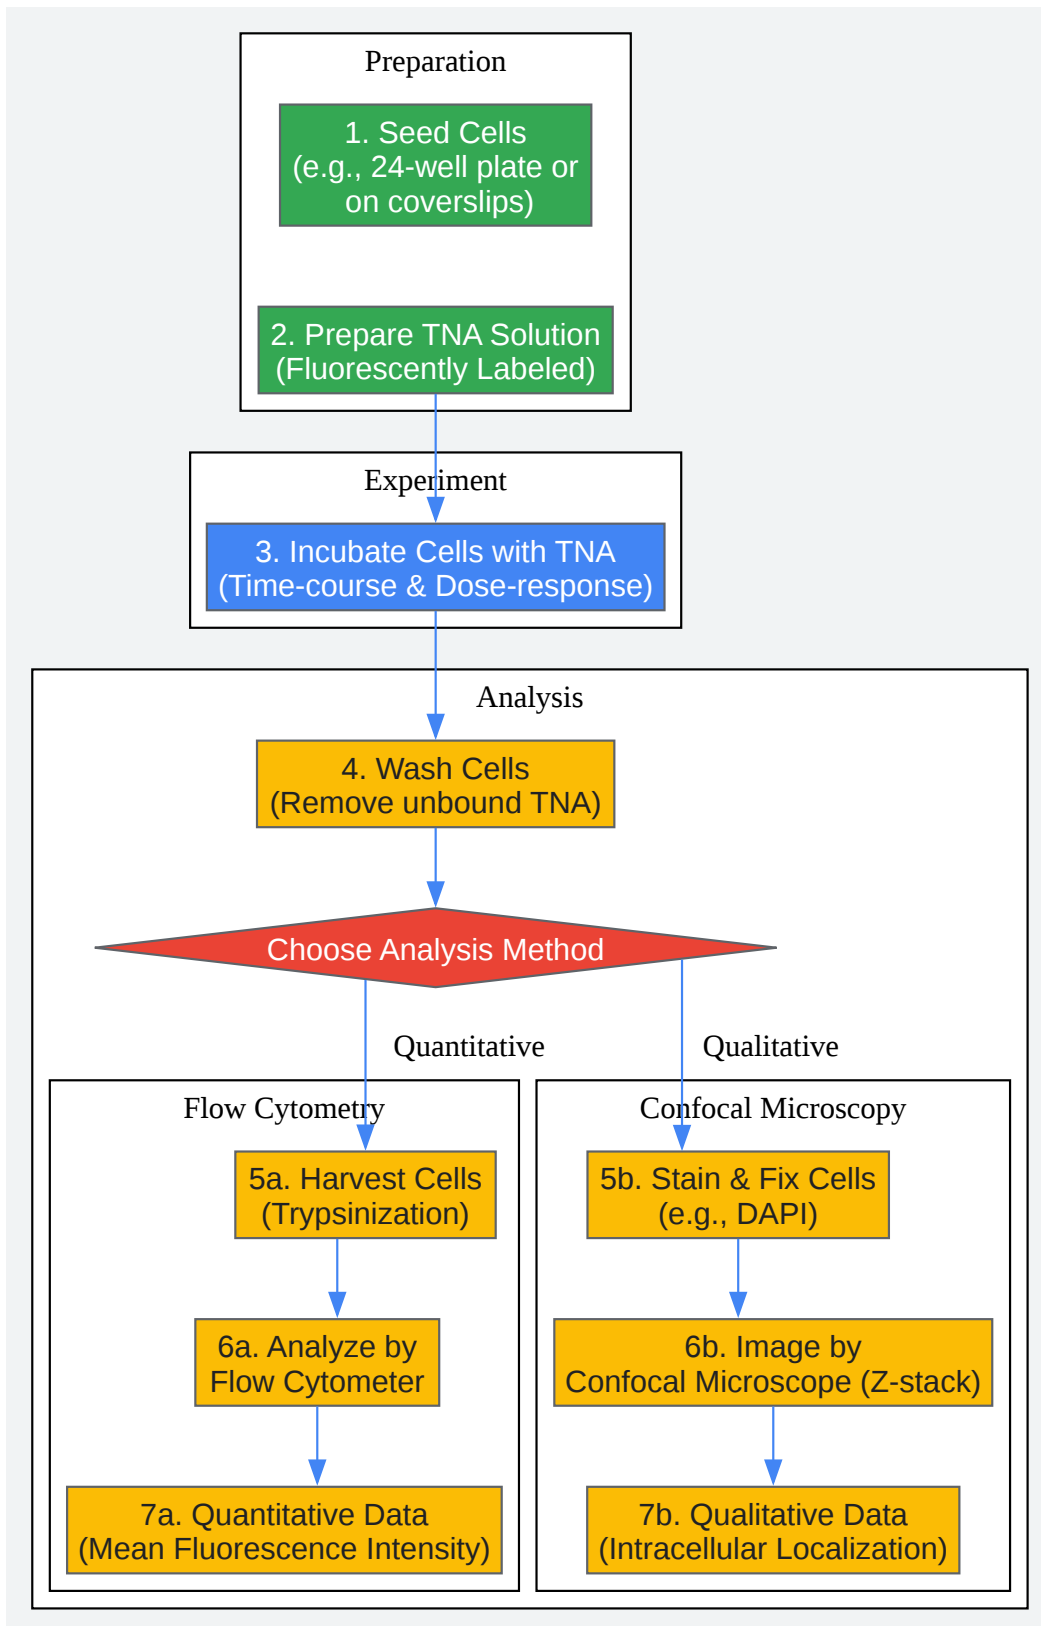 Preparation
1. Seed Cells
(e.g., 24-well plate or
on coverslips)
2. Prepare TNA Solution
(Fluorescently Labeled)
Experiment
3. Incubate Cells with TNA
(Time-course & Dose-response)
Analysis
4. Wash Cells
(Remove unbound TNA)
Choose Analysis Method
Quantitative
Qualitative
Flow Cytometry
5a. Harvest Cells
(Trypsinization)
6a. Analyze by
Flow Cytometer
7a. Quantitative Data
(Mean Fluorescence Intensity)
Confocal Microscopy
5b. Stain & Fix Cells
(e.g., DAPI)
6b. Image by
Confocal Microscope (Z-stack)
7b. Qualitative Data
(Intracellular Localization)